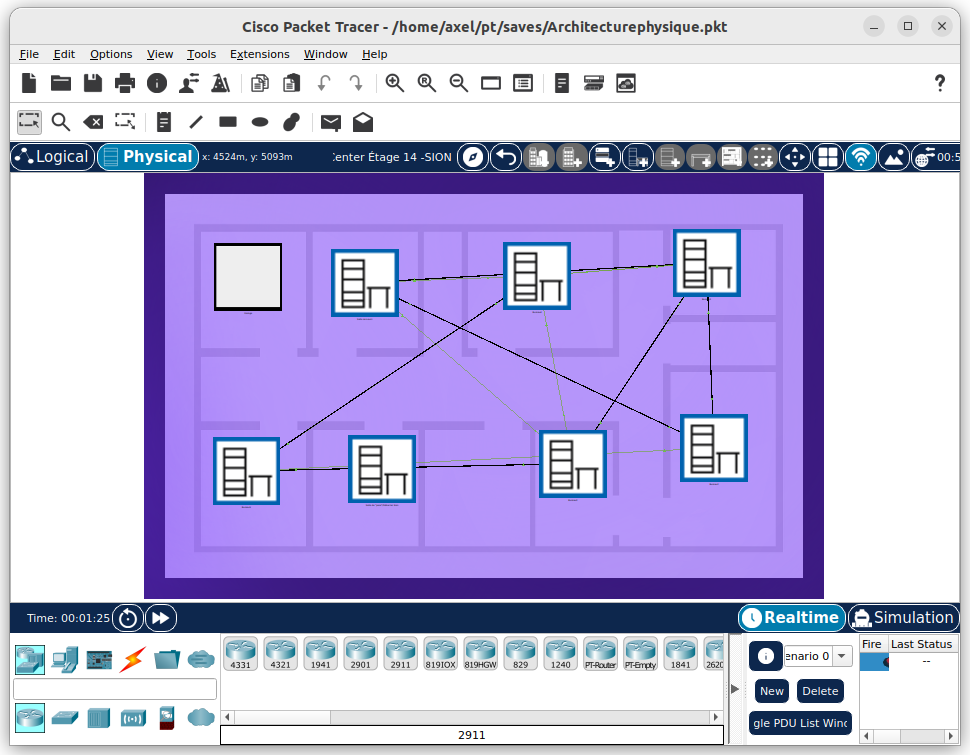 Cisco Packet Tracer - /home/axel/pt/saves/Architecturephysique.pkt
File Edit Options View Tools Extensions Window Help
Logical Physical x: 4524m, y: 5093m :enter Étage 14 -SION 00:5
Time: 00:01:25 Realtime Simulation
4331 4321 1941 2901 2911 819IOX 819HGW 829 1240 PT-Router PT-Empty 1841 2620
enario 0 Fire Last Status
--
New Delete
gle PDU List Wind
2911